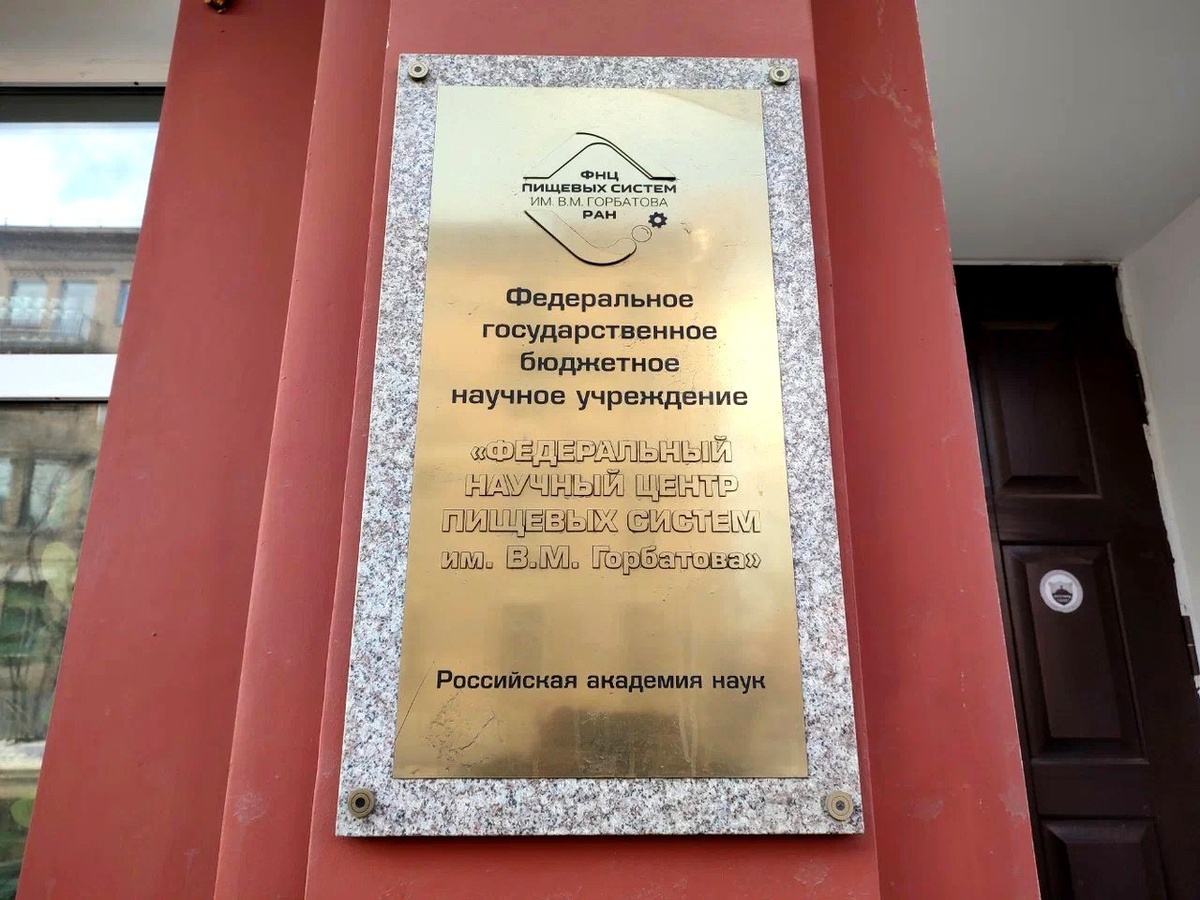 ФНЦ
ПИЩЕВЫХ СИСТЕМ
ИМ. В.М. ГОРБАТОВА
РАН
Федеральное
государственное
бюджетное
научное учреждение
«ФЕДЕРАЛЬНЫЙ
НАУЧНЫЙ ЦЕНТР
ПИЩЕВЫХ СИСТЕМ
им. В.М. Горбатова»
Российская академия наук